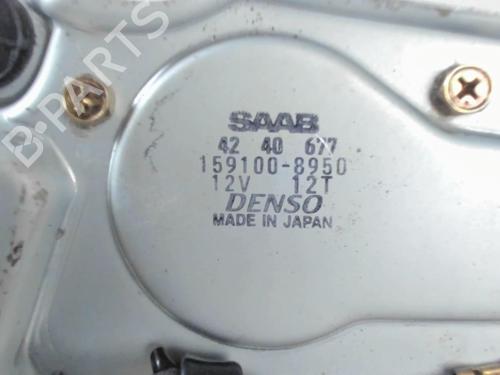 B-PARTS
SAAB
42 40 677
159100-8950
12V 12T
DENSO
MADE IN JAPAN